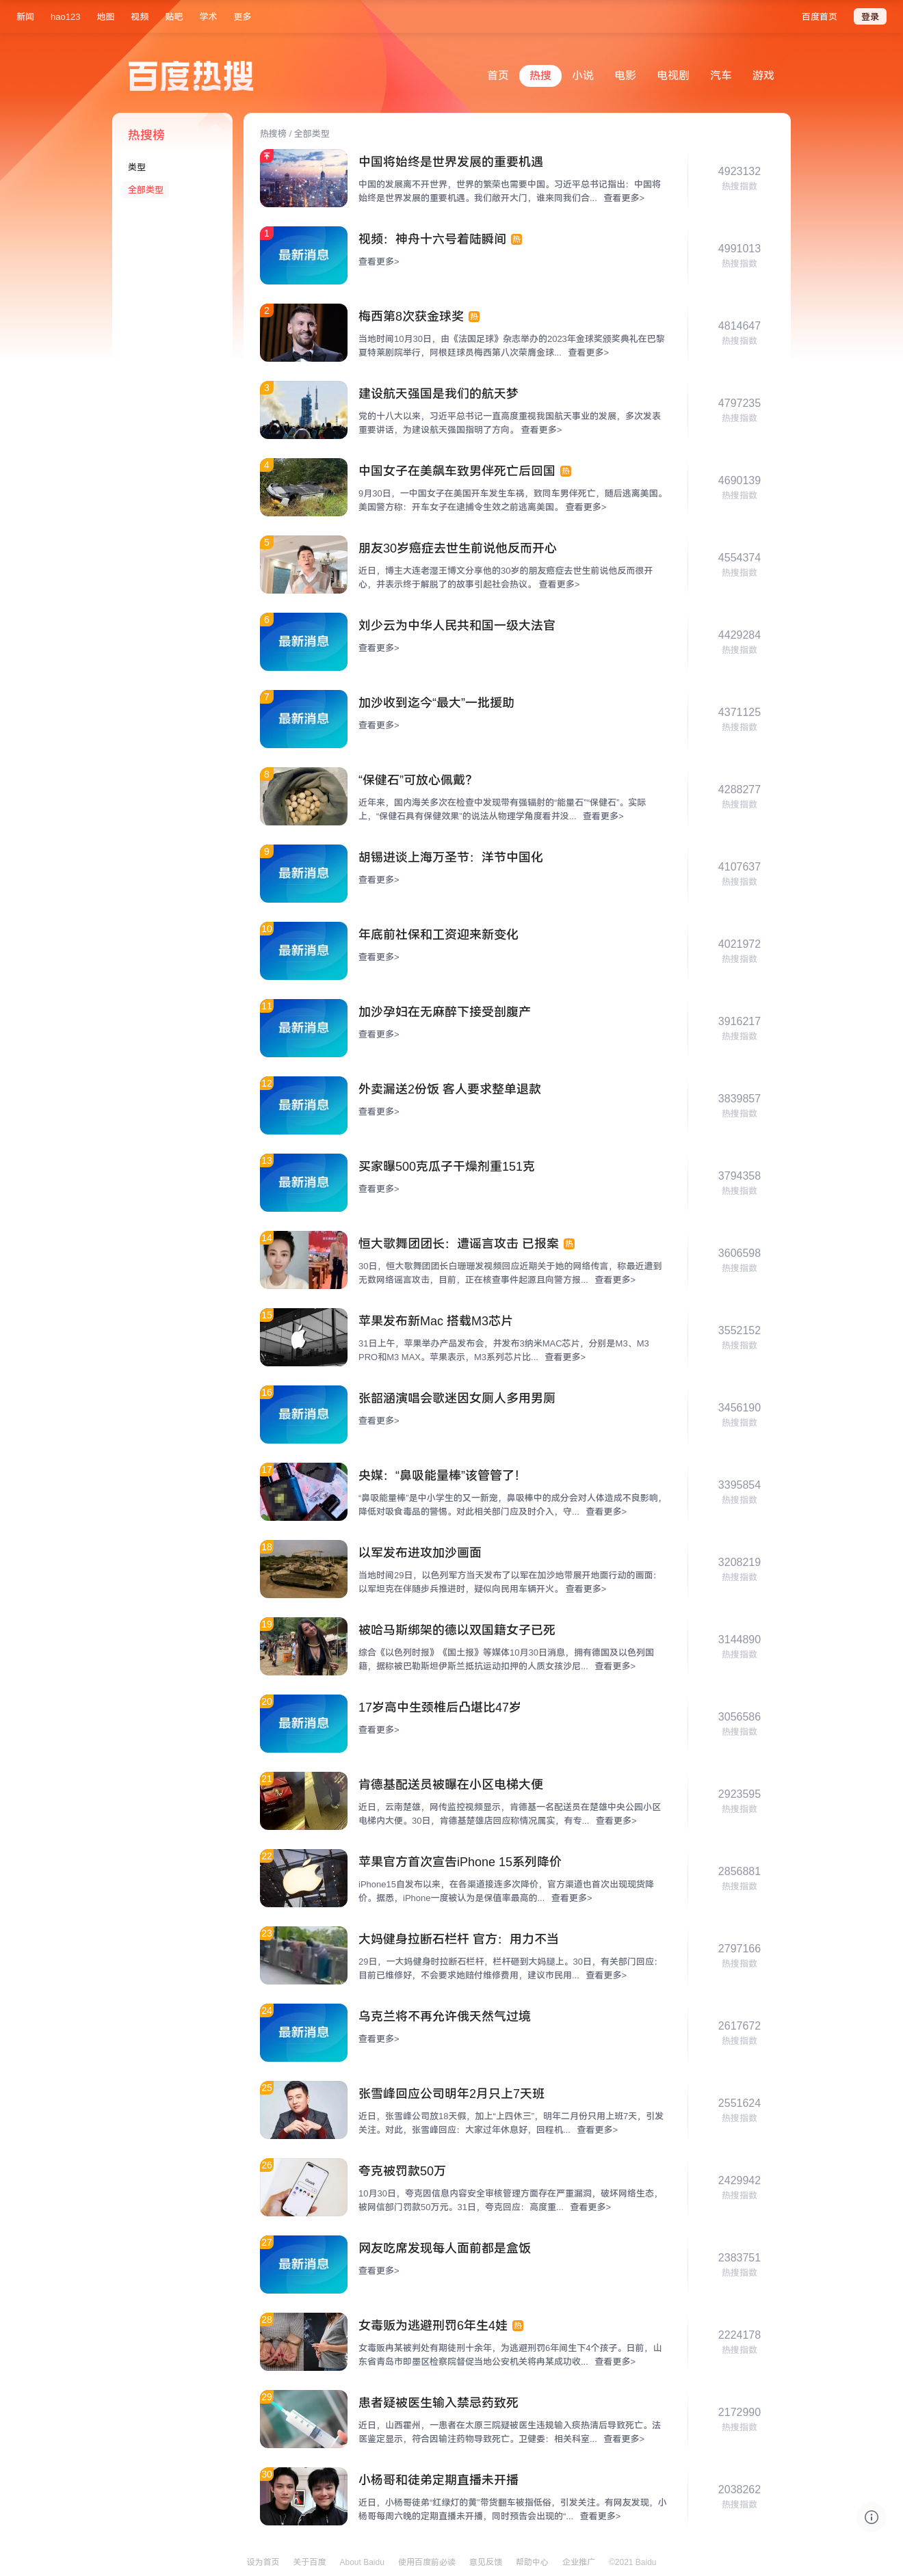 新闻 hao123 地图 视频 贴吧 学术 更多 百度首页 登录
百度热搜
首页 热搜 小说 电影 电视剧 汽车 游戏
热搜榜
类型
全部类型
热搜榜 / 全部类型
中国将始终是世界发展的重要机遇
中国的发展离不开世界，世界的繁荣也需要中国。习近平总书记指出：中国将
始终是世界发展的重要机遇。我们敞开大门，谁来同我们合... 查看更多>
4923132
热搜指数
1
最新消息
视频：神舟十六号着陆瞬间 热
查看更多>
4991013
热搜指数
2
梅西第8次获金球奖 热
当地时间10月30日，由《法国足球》杂志举办的2023年金球奖颁奖典礼在巴黎
夏特莱剧院举行，阿根廷球员梅西第八次荣膺金球... 查看更多>
4814647
热搜指数
3
建设航天强国是我们的航天梦
党的十八大以来，习近平总书记一直高度重视我国航天事业的发展，多次发表
重要讲话，为建设航天强国指明了方向。 查看更多>
4797235
热搜指数
4
中国女子在美飙车致男伴死亡后回国 热
9月30日，一中国女子在美国开车发生车祸，致同车男伴死亡，随后逃离美国。
美国警方称：开车女子在逮捕令生效之前逃离美国。 查看更多>
4690139
热搜指数
5
朋友30岁癌症去世生前说他反而开心
近日，博主大连老湿王博文分享他的30岁的朋友癌症去世生前说他反而很开
心，并表示终于解脱了的故事引起社会热议。 查看更多>
4554374
热搜指数
6
最新消息
刘少云为中华人民共和国一级大法官
查看更多>
4429284
热搜指数
7
最新消息
加沙收到迄今“最大”一批援助
查看更多>
4371125
热搜指数
8
“保健石”可放心佩戴？
近年来，国内海关多次在检查中发现带有强辐射的“能量石”“保健石”。实际
上，“保健石具有保健效果”的说法从物理学角度看并没... 查看更多>
4288277
热搜指数
9
最新消息
胡锡进谈上海万圣节：洋节中国化
查看更多>
4107637
热搜指数
10
最新消息
年底前社保和工资迎来新变化
查看更多>
4021972
热搜指数
11
最新消息
加沙孕妇在无麻醉下接受剖腹产
查看更多>
3916217
热搜指数
12
最新消息
外卖漏送2份饭 客人要求整单退款
查看更多>
3839857
热搜指数
13
最新消息
买家曝500克瓜子干燥剂重151克
查看更多>
3794358
热搜指数
14
恒大歌舞团团长：遭谣言攻击 已报案 热
30日，恒大歌舞团团长白珊珊发视频回应近期关于她的网络传言，称最近遭到
无数网络谣言攻击，目前，正在核查事件起源且向警方报... 查看更多>
3606598
热搜指数
15
苹果发布新Mac 搭载M3芯片
31日上午，苹果举办产品发布会，并发布3纳米MAC芯片，分别是M3、M3
PRO和M3 MAX。苹果表示，M3系列芯片比... 查看更多>
3552152
热搜指数
16
最新消息
张韶涵演唱会歌迷因女厕人多用男厕
查看更多>
3456190
热搜指数
17
央媒：“鼻吸能量棒”该管管了！
“鼻吸能量棒”是中小学生的又一新宠，鼻吸棒中的成分会对人体造成不良影响，
降低对吸食毒品的警惕。对此相关部门应及时介入，守... 查看更多>
3395854
热搜指数
18
以军发布进攻加沙画面
当地时间29日，以色列军方当天发布了以军在加沙地带展开地面行动的画面：
以军坦克在伴随步兵推进时，疑似向民用车辆开火。 查看更多>
3208219
热搜指数
19
被哈马斯绑架的德以双国籍女子已死
综合《以色列时报》《国土报》等媒体10月30日消息，拥有德国及以色列国
籍，据称被巴勒斯坦伊斯兰抵抗运动扣押的人质女孩沙尼... 查看更多>
3144890
热搜指数
20
最新消息
17岁高中生颈椎后凸堪比47岁
查看更多>
3056586
热搜指数
21
肯德基配送员被曝在小区电梯大便
近日，云南楚雄，网传监控视频显示，肯德基一名配送员在楚雄中央公园小区
电梯内大便。30日，肯德基楚雄店回应称情况属实，有专... 查看更多>
2923595
热搜指数
22
苹果官方首次宣告iPhone 15系列降价
iPhone15自发布以来，在各渠道接连多次降价，官方渠道也首次出现现货降
价。据悉，iPhone一度被认为是保值率最高的... 查看更多>
2856881
热搜指数
23
大妈健身拉断石栏杆 官方：用力不当
29日，一大妈健身时拉断石栏杆，栏杆砸到大妈腿上。30日，有关部门回应：
目前已维修好，不会要求她赔付维修费用，建议市民用... 查看更多>
2797166
热搜指数
24
最新消息
乌克兰将不再允许俄天然气过境
查看更多>
2617672
热搜指数
25
张雪峰回应公司明年2月只上7天班
近日，张雪峰公司放18天假，加上“上四休三”，明年二月份只用上班7天，引发
关注。对此，张雪峰回应：大家过年休息好，回程机... 查看更多>
2551624
热搜指数
26
夸克被罚款50万
10月30日，夸克因信息内容安全审核管理方面存在严重漏洞，破坏网络生态，
被网信部门罚款50万元。31日，夸克回应：高度重... 查看更多>
2429942
热搜指数
27
最新消息
网友吃席发现每人面前都是盒饭
查看更多>
2383751
热搜指数
28
女毒贩为逃避刑罚6年生4娃 热
女毒贩冉某被判处有期徒刑十余年，为逃避刑罚6年间生下4个孩子。日前，山
东省青岛市即墨区检察院督促当地公安机关将冉某成功收... 查看更多>
2224178
热搜指数
29
患者疑被医生输入禁忌药致死
近日，山西霍州，一患者在太原三院疑被医生违规输入痰热清后导致死亡。法
医鉴定显示，符合因输注药物导致死亡。卫健委：相关科室... 查看更多>
2172990
热搜指数
30
小杨哥和徒弟定期直播未开播
近日，小杨哥徒弟“红绿灯的黄”带货翻车被指低俗，引发关注。有网友发现，小
杨哥每周六晚的定期直播未开播，同时预告会出现的“... 查看更多>
2038262
热搜指数
设为首页 关于百度 About Baidu 使用百度前必读 意见反馈 帮助中心 企业推广 ©2021 Baidu